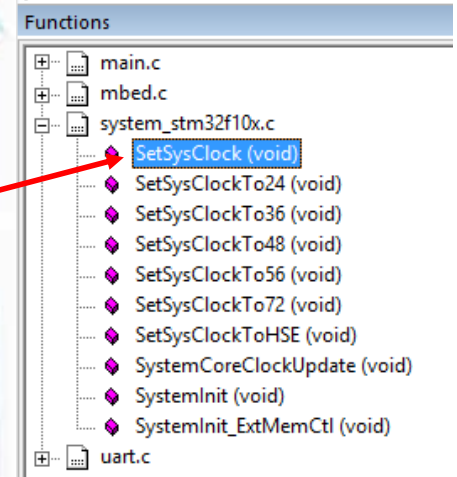 Functions
main.c
mbed.c
system_stm32f10x.c
SetSysClock (void)
SetSysClockTo24 (void)
SetSysClockTo36 (void)
SetSysClockTo48 (void)
SetSysClockTo56 (void)
SetSysClockTo72 (void)
SetSysClockToHSE (void)
SystemCoreClockUpdate (void)
SystemInit (void)
SystemInit_ExtMemCtl (void)
uart.c